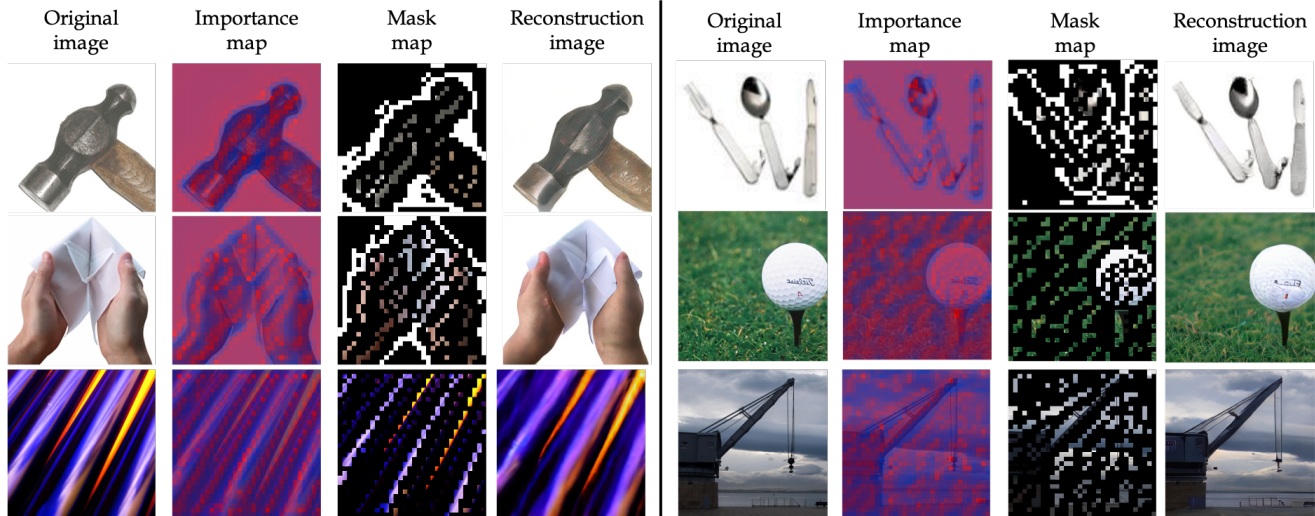 Original image
Importance map
Mask map
Reconstruction image
Original image
Importance map
Mask map
Reconstruction image